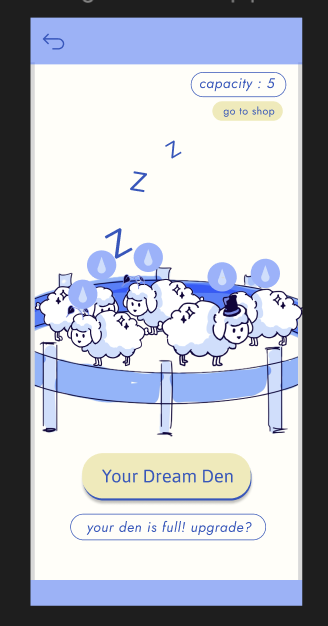 capacity : 5
go to shop
Z
Z
Z
Your Dream Den
your den is full! upgrade?